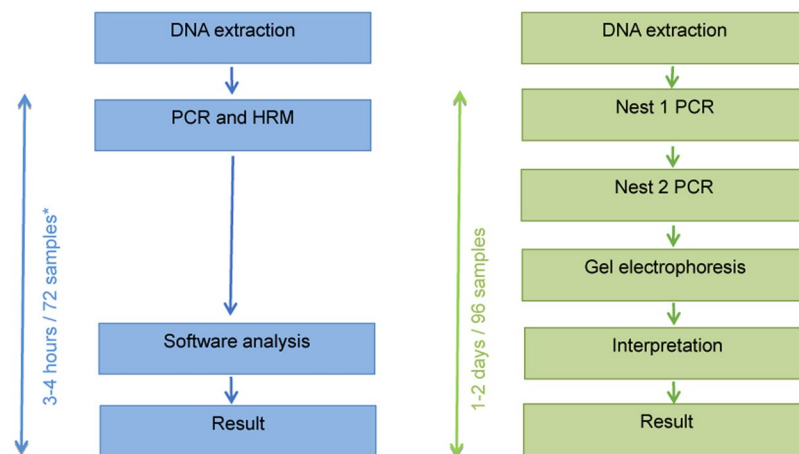 DNA extraction
PCR and HRM
Software analysis
Result
3-4 hours / 72 samples*
DNA extraction
Nest 1 PCR
Nest 2 PCR
Gel electrophoresis
Interpretation
Result
1-2 days / 96 samples